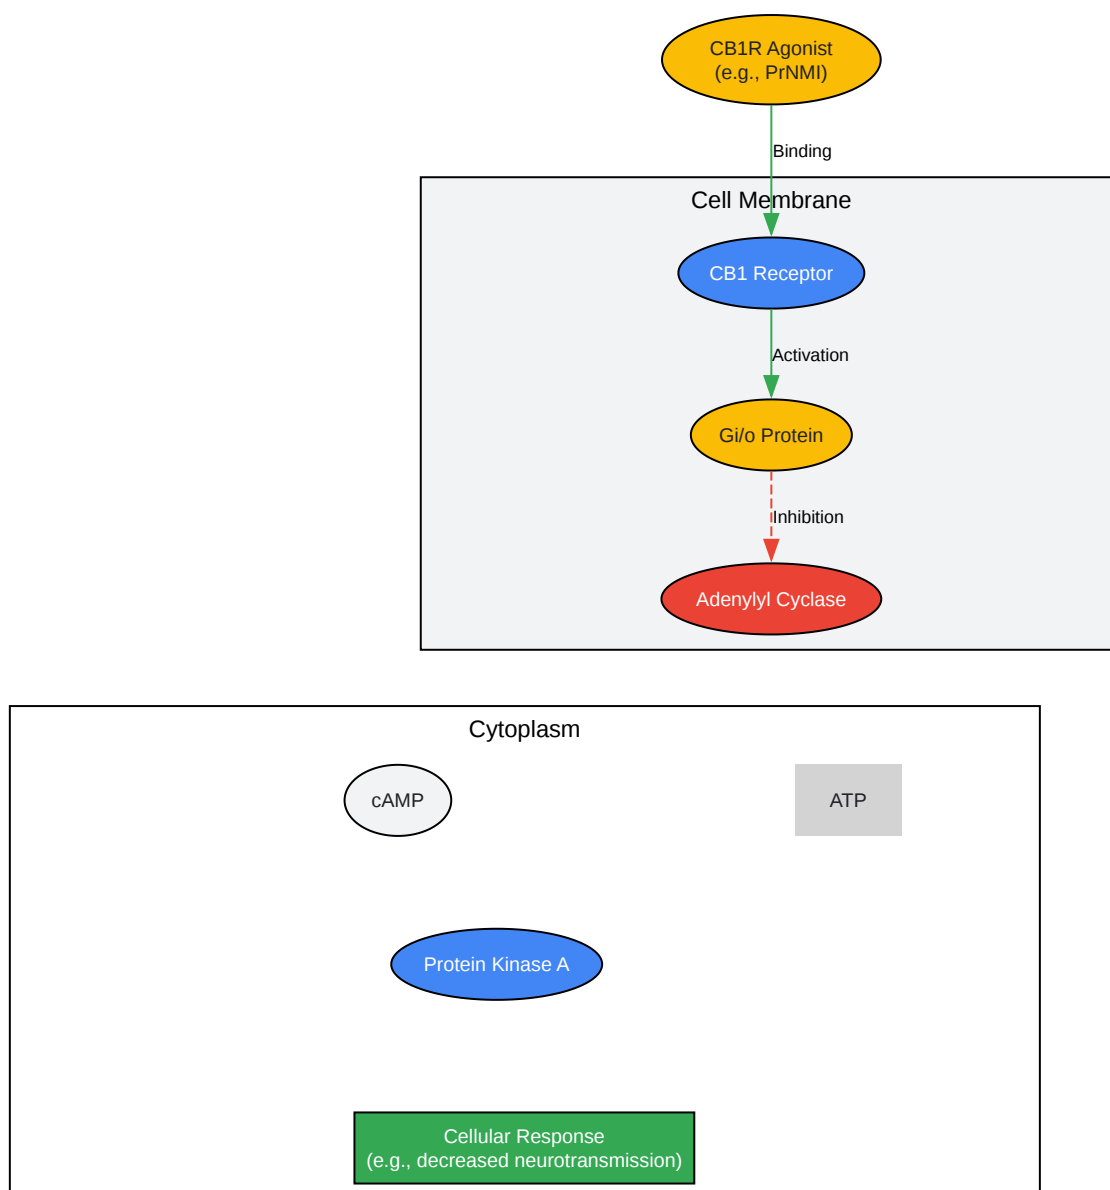 CB1R Agonist
(e.g., PrNMI)
Binding
Cell Membrane
CB1 Receptor
Activation
Gi/o Protein
Inhibition
Adenylyl Cyclase
Cytoplasm
cAMP
ATP
Protein Kinase A
Cellular Response
(e.g., decreased neurotransmission)